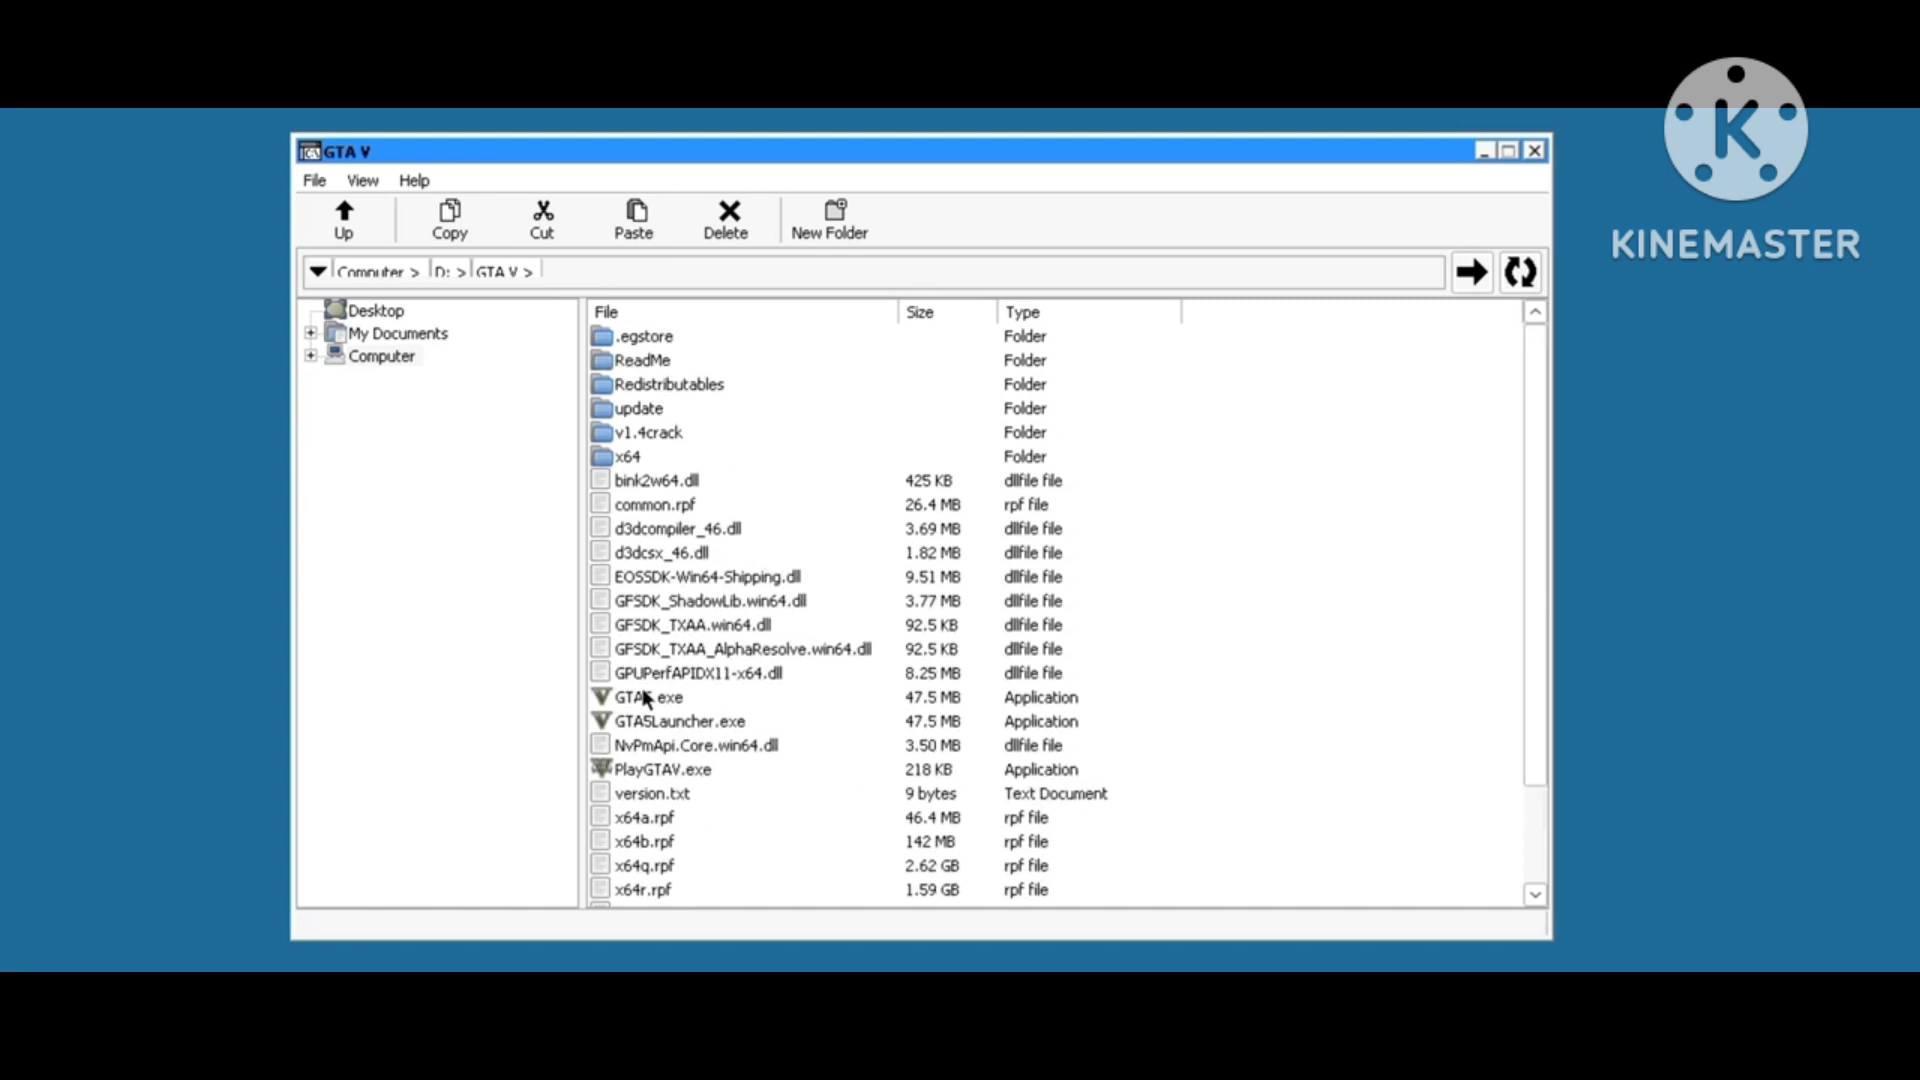 KINEMASTER
GTA V
File View Help
Up Copy Cut Paste Delete New Folder
Computer > D: > GTA V >
Desktop
My Documents
Computer
File Size Type
.egstore Folder
ReadMe Folder
Redistributables Folder
update Folder
v1.4crack Folder
x64 Folder
bink2w64.dll 425 KB dllfile file
common.rpf 26.4 MB rpf file
d3dcompiler_46.dll 3.69 MB dllfile file
d3dcsx_46.dll 1.82 MB dllfile file
EOSSDK-Win64-Shipping.dll 9.51 MB dllfile file
GFSDK_ShadowLib.win64.dll 3.77 MB dllfile file
GFSDK_TXAA.win64.dll 92.5 KB dllfile file
GFSDK_TXAA_AlphaResolve.win64.dll 92.5 KB dllfile file
GPUPerfAPIDX11-x64.dll 8.25 MB dllfile file
GTA5.exe 47.5 MB Application
GTA5Launcher.exe 47.5 MB Application
NvPmApi.Core.win64.dll 3.50 MB dllfile file
PlayGTAV.exe 218 KB Application
version.txt 9 bytes Text Document
x64a.rpf 46.4 MB rpf file
x64b.rpf 142 MB rpf file
x64q.rpf 2.62 GB rpf file
x64r.rpf 1.59 GB rpf file